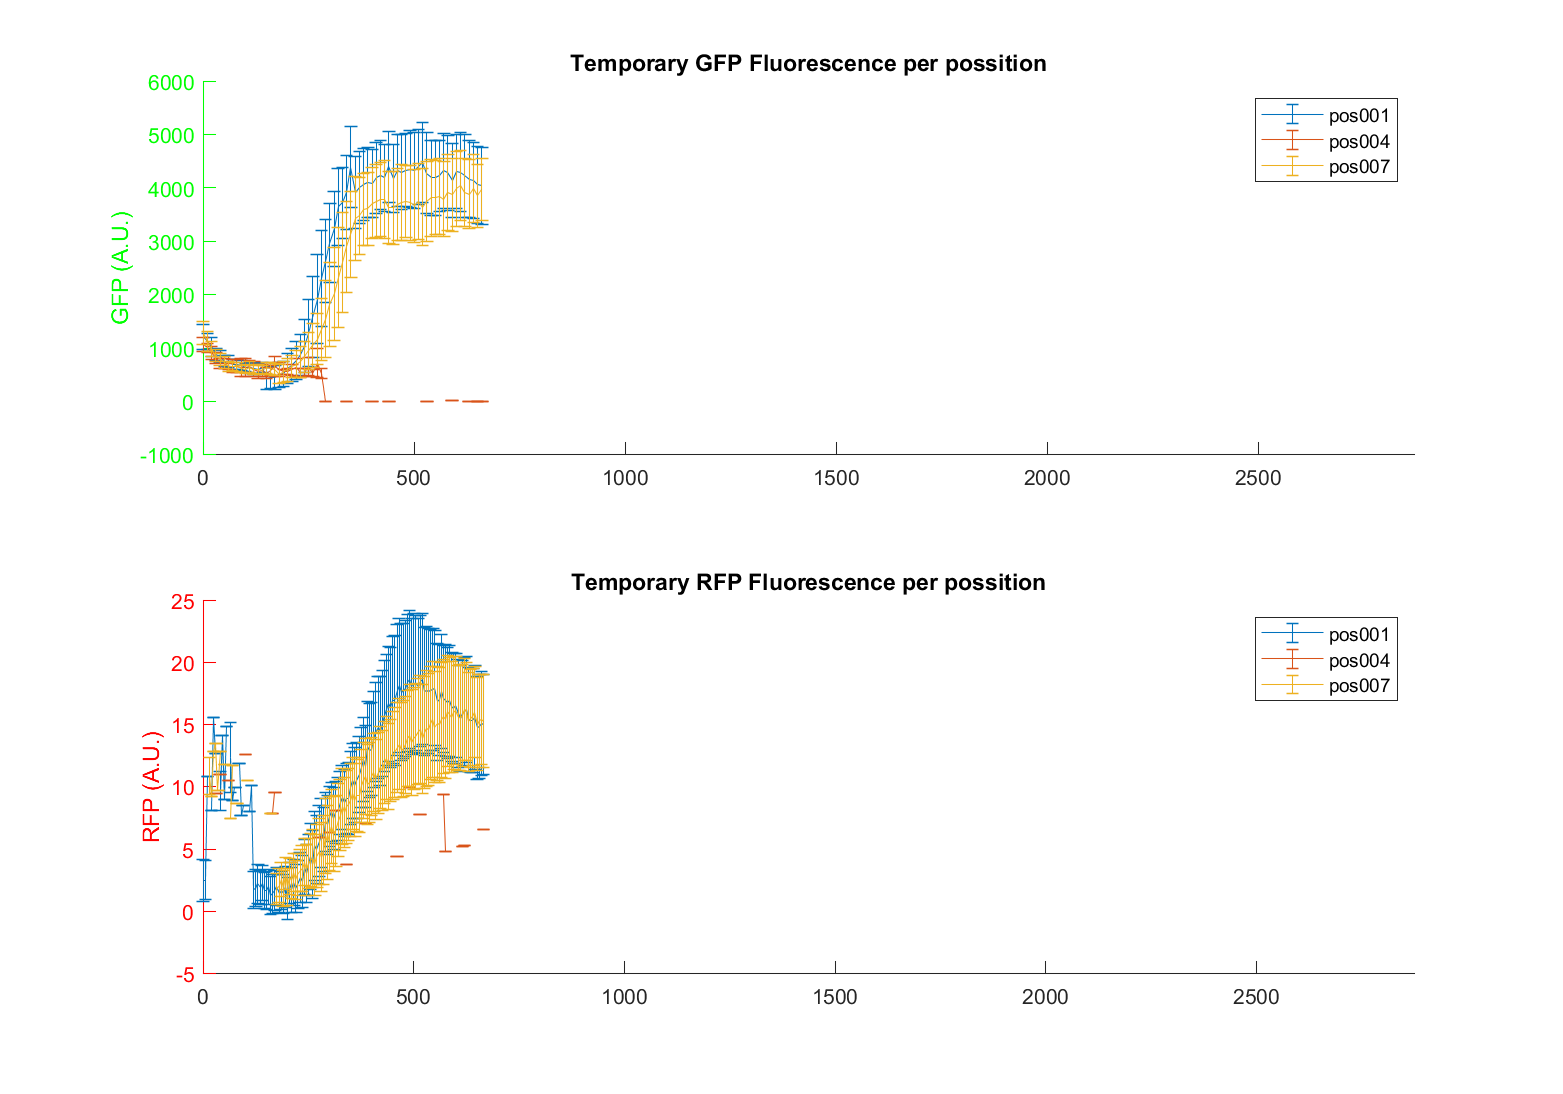 Temporary GFP Fluorescence per possition
GFP (A.U.)
6000
5000
4000
3000
2000
1000
0
-1000
0 500 1000 1500 2000 2500
pos001
pos004
pos007
Temporary RFP Fluorescence per possition
RFP (A.U.)
25
20
15
10
5
0
-5
0 500 1000 1500 2000 2500
pos001
pos004
pos007